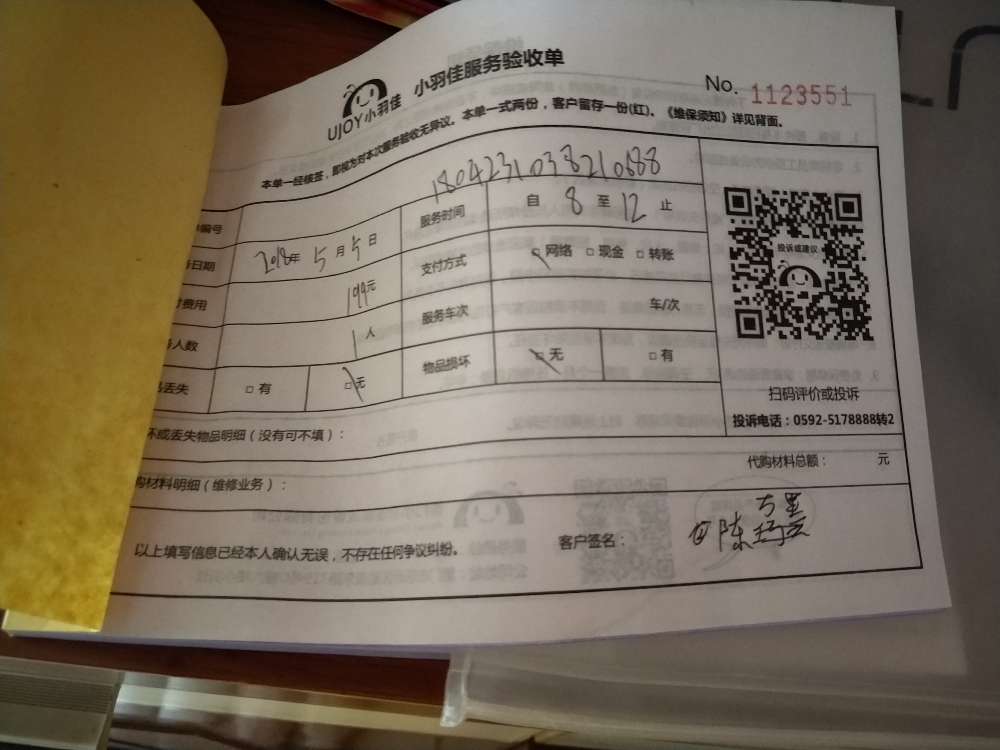 UJOY小羽佳 小羽佳服务验收单
No. 1123551
本单一经核签，即视为对本次服务验收无异议。本单一式两份，客户留存一份(红)。《维保须知》详见背面。
编号 1804231038210688
日期 2018年 5月 5日 服务时间 自 8 至 12 止
费用 199元 支付方式 □网络 □现金 □转账
人数 1人 服务车次 车/次
丢失 □有 □无 物品损坏 □无 □有
投诉或建议
扫码评价或投诉
投诉电话：0592-5178888转2
坏或丢失物品明细（没有可不填）：
购材料明细（维修业务）： 代购材料总额： 元
以上填写信息已经本人确认无误，不存在任何争议纠纷。 客户签名： 陈